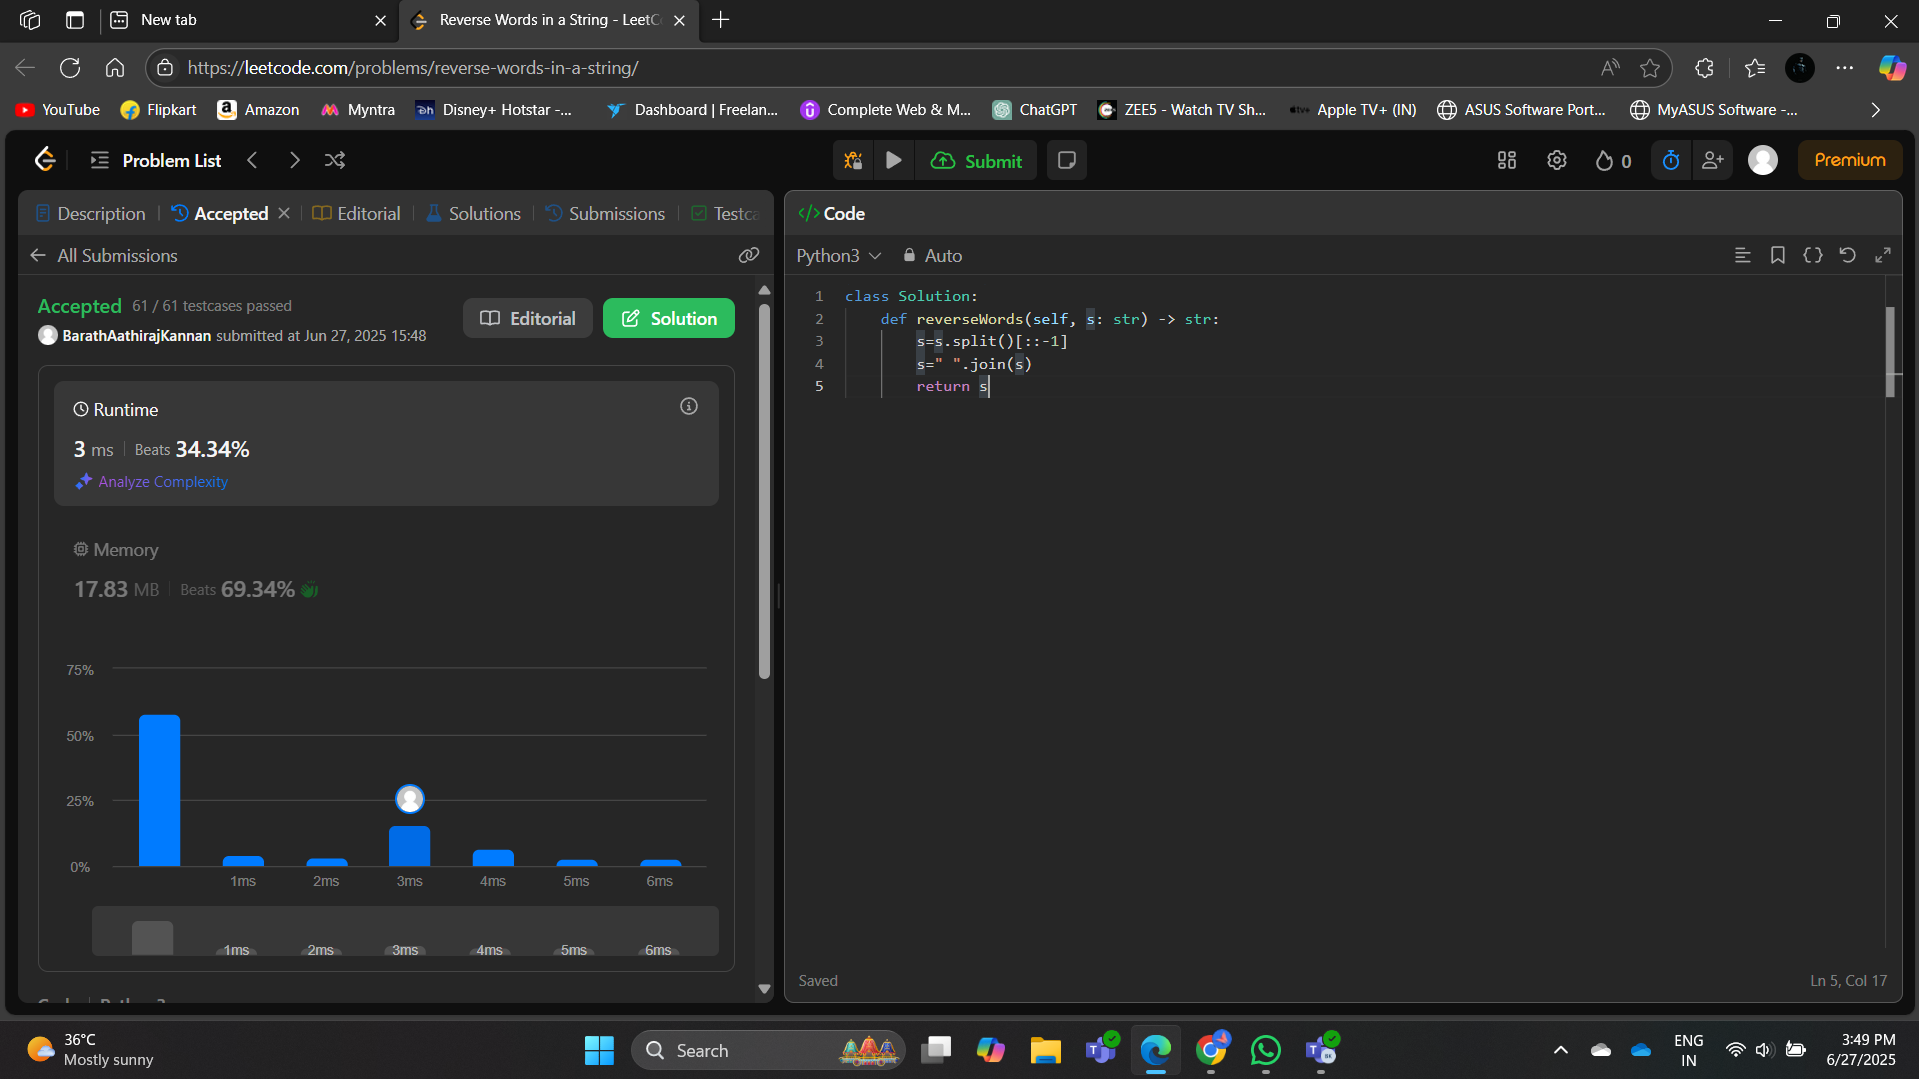 New tab
Reverse Words in a String - LeetC
https://leetcode.com/problems/reverse-words-in-a-string/
YouTube
Flipkart
Amazon
Myntra
Disney+ Hotstar -...
Dashboard | Freelan...
Complete Web & M...
ChatGPT
ZEE5 - Watch TV Sh...
Apple TV+ (IN)
ASUS Software Port...
MyASUS Software -...
Problem List
Submit
0
Premium
Description
Accepted
Editorial
Solutions
Submissions
Testca
All Submissions
Accepted 61 / 61 testcases passed
BarathAathirajKannan submitted at Jun 27, 2025 15:48
Editorial
Solution
Runtime
3 ms Beats 34.34%
Analyze Complexity
Memory
17.83 MB Beats 69.34%
75%
50%
25%
0%
1ms 2ms 3ms 4ms 5ms 6ms
1ms 2ms 3ms 4ms 5ms 6ms
</> Code
Python3 Auto
1 class Solution:
2 def reverseWords(self, s: str) -> str:
3 s=s.split()[::-1]
4 s=" ".join(s)
5 return s
Saved
Ln 5, Col 17
36°C
Mostly sunny
Search
ENG
IN
3:49 PM
6/27/2025